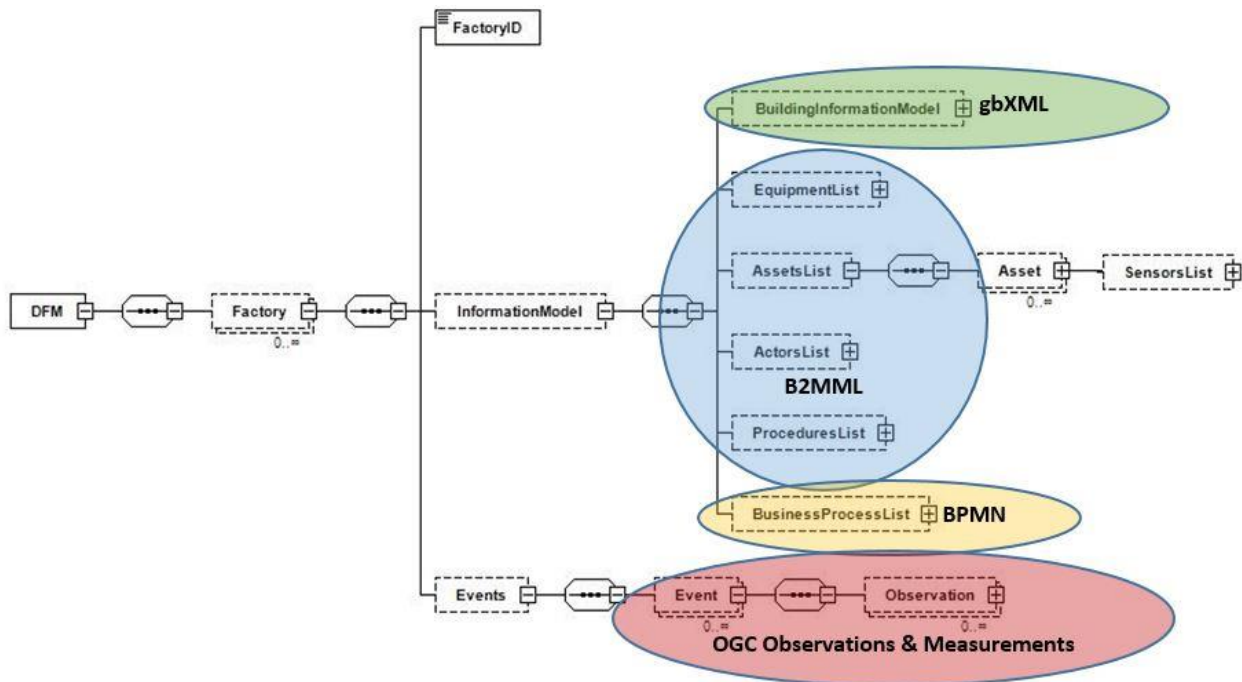 FactoryID
BuildingInformationModel gbXML
EquipmentList
AssetsList Asset SensorsList
0..∞
DFM Factory InformationModel
0..∞
ActorsList
B2MML
ProceduresList
BusinessProcessList BPMN
Events Event Observation
0..∞ 0..∞
OGC Observations & Measurements